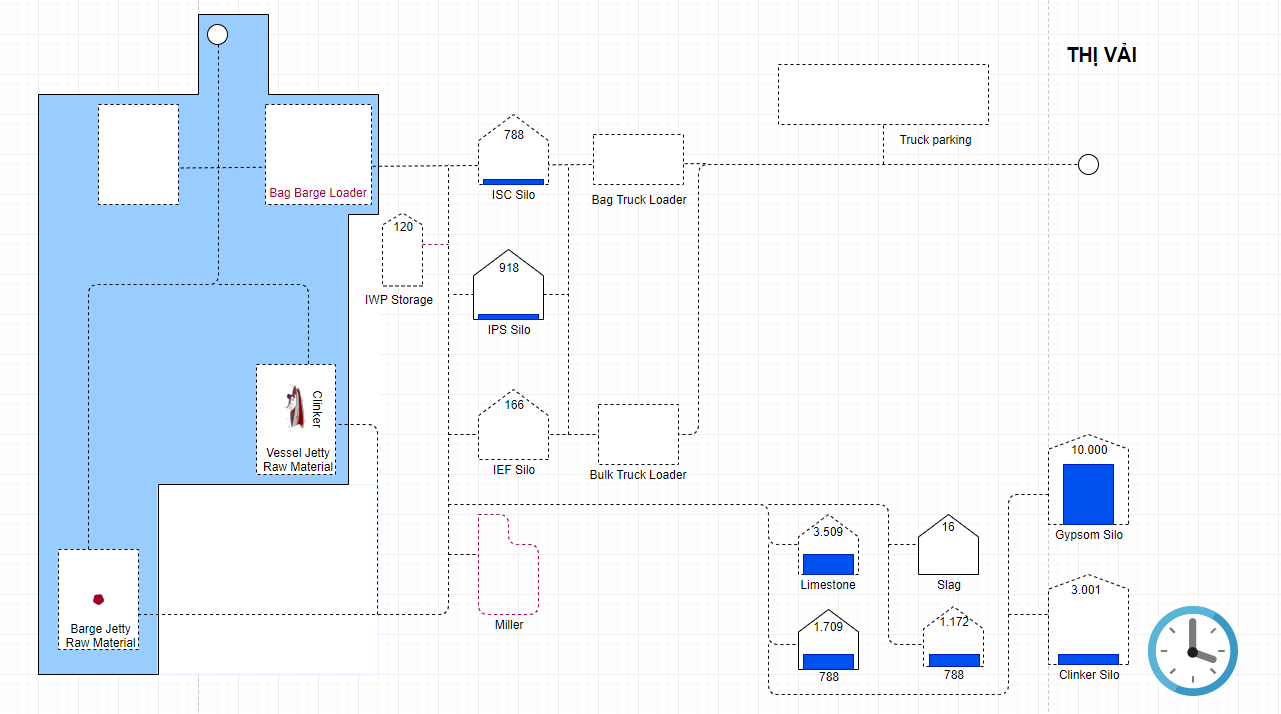 THỊ VẢI
Truck parking
788
ISC Silo
Bag Truck Loader
Bag Barge Loader
120
IWP Storage
918
IPS Silo
166
IEF Silo
Bulk Truck Loader
Clinker
Vessel Jetty
Raw Material
10.000
Gypsom Silo
3.509
Limestone
16
Slag
3.001
Clinker Silo
Miller
1.709
788
1.172
788
Barge Jetty
Raw Material